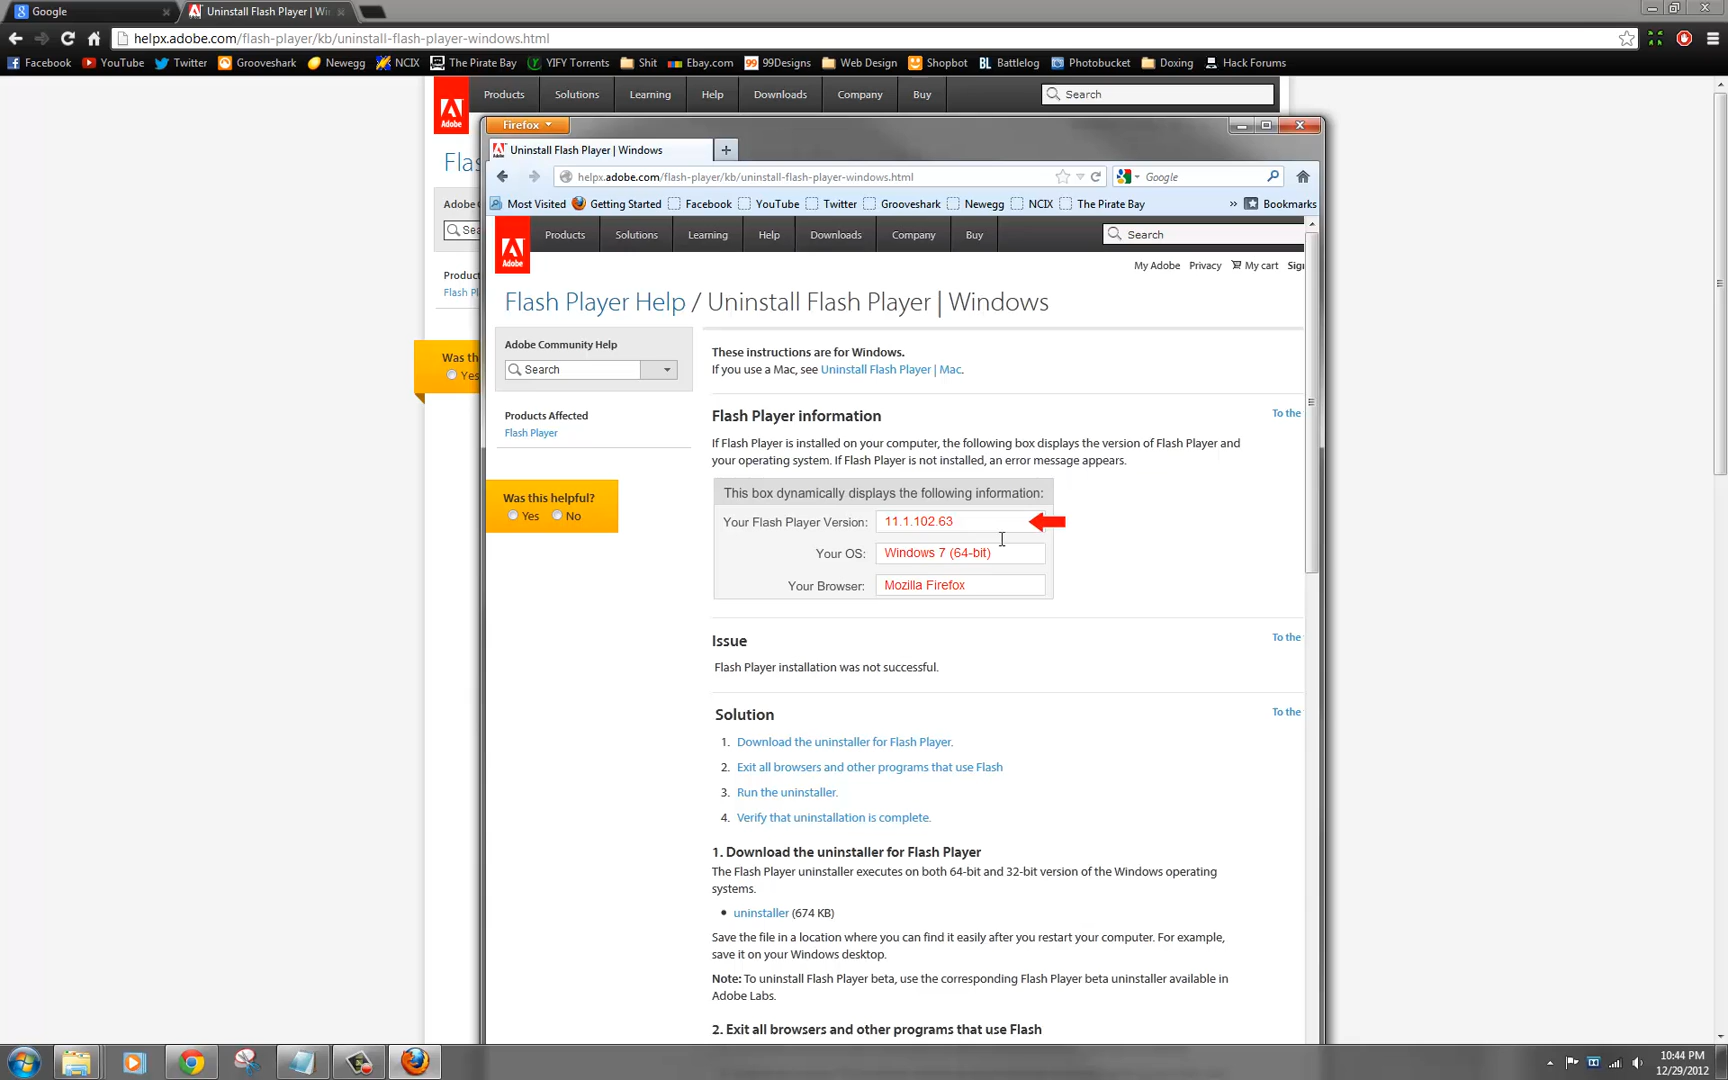 Google
Uninstall Flash Player | Wi
helpx.adobe.com/flash-player/kb/uninstall-flash-player-windows.html
Facebook YouTube Twitter Grooveshark Newegg NCIX The Pirate Bay YIFY Torrents Shit Ebay.com 99Designs Web Design Shopbot Battlelog Photobucket Doxing Hack Forums
Adobe Products Solutions Learning Help Downloads Company Buy Search
Flas
Adobe C
Sea
Product
Flash Pl
Was th
Yes
Firefox
Uninstall Flash Player | Windows
helpx.adobe.com/flash-player/kb/uninstall-flash-player-windows.html
Google
Most Visited Getting Started Facebook YouTube Twitter Grooveshark Newegg NCIX The Pirate Bay » Bookmarks
Adobe Products Solutions Learning Help Downloads Company Buy Search
My Adobe Privacy My cart Sign
Flash Player Help / Uninstall Flash Player | Windows
Adobe Community Help
Search
Products Affected
Flash Player
Was this helpful?
Yes No
These instructions are for Windows.
If you use a Mac, see Uninstall Flash Player | Mac.
Flash Player information
To the
If Flash Player is installed on your computer, the following box displays the version of Flash Player and
your operating system. If Flash Player is not installed, an error message appears.
This box dynamically displays the following information:
Your Flash Player Version: 11.1.102.63
Your OS: Windows 7 (64-bit)
Your Browser: Mozilla Firefox
Issue
To the
Flash Player installation was not successful.
Solution
To the
1. Download the uninstaller for Flash Player.
2. Exit all browsers and other programs that use Flash
3. Run the uninstaller.
4. Verify that uninstallation is complete.
1. Download the uninstaller for Flash Player
The Flash Player uninstaller executes on both 64-bit and 32-bit version of the Windows operating
systems.
• uninstaller (674 KB)
Save the file in a location where you can find it easily after you restart your computer. For example,
save it on your Windows desktop.
Note: To uninstall Flash Player beta, use the corresponding Flash Player beta uninstaller available in
Adobe Labs.
2. Exit all browsers and other programs that use Flash
10:44 PM
12/29/2012